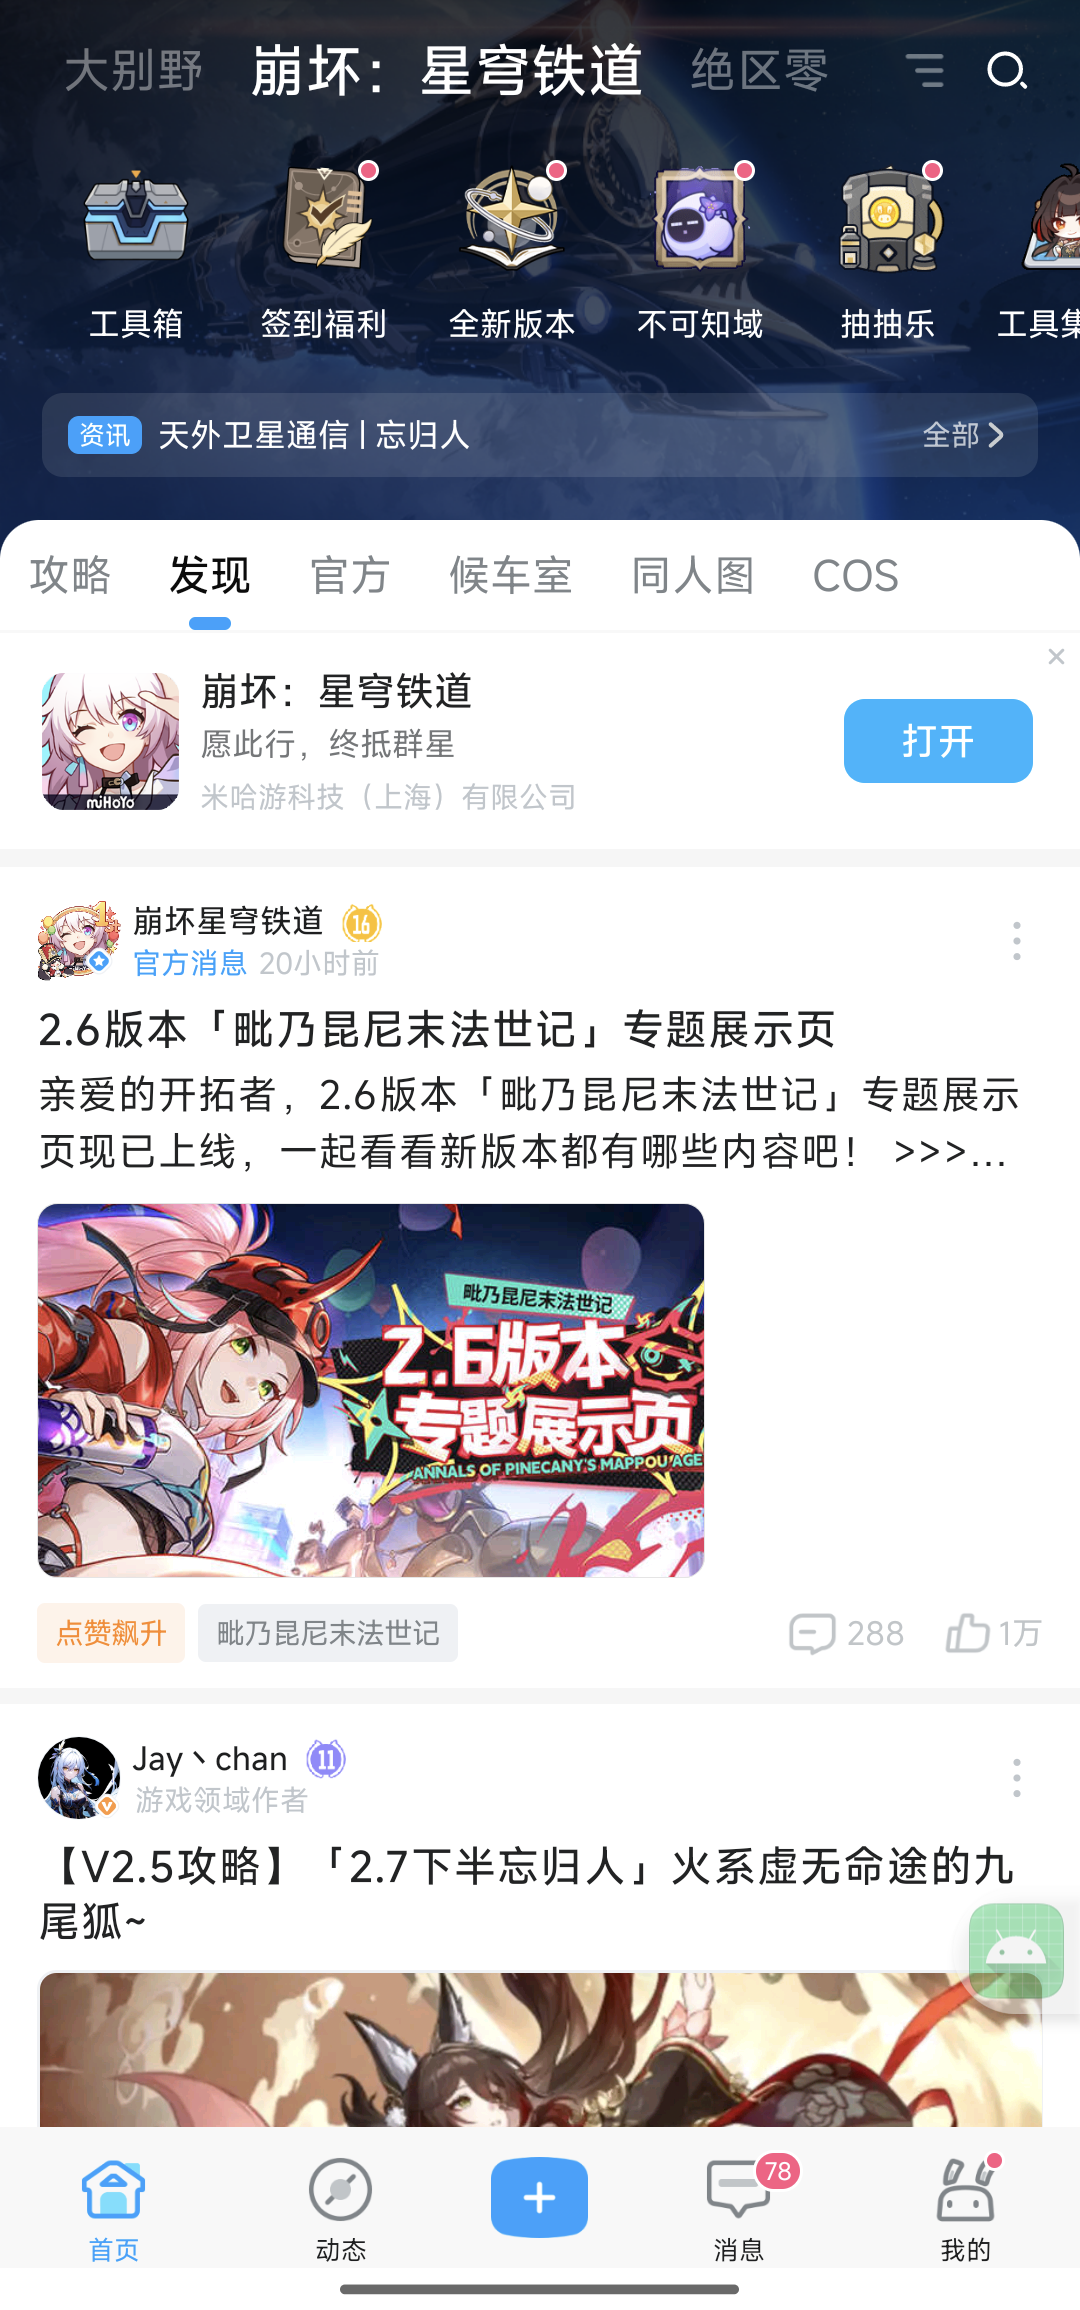 大别野
崩坏：星穹铁道
绝区零
工具箱
签到福利
全新版本
不可知域
抽抽乐
工具集
资讯
天外卫星通信 | 忘归人
全部
攻略
发现
官方
候车室
同人图
COS
崩坏：星穹铁道
愿此行，终抵群星
米哈游科技（上海）有限公司
打开
miHoYo
崩坏星穹铁道
16
官方消息 20小时前
2.6版本「毗乃昆尼末法世记」专题展示页
亲爱的开拓者，2.6版本「毗乃昆尼末法世记」专题展示
页现已上线，一起看看新版本都有哪些内容吧！ >>>...
毗乃昆尼末法世记
2.6版本
专题展示页
ANNALS OF PINECANY'S MAPPOU AGE
点赞飙升
毗乃昆尼末法世记
288
1万
Jay丶chan
11
游戏领域作者
【V2.5攻略】「2.7下半忘归人」火系虚无命途的九
尾狐~
首页
动态
78
消息
我的